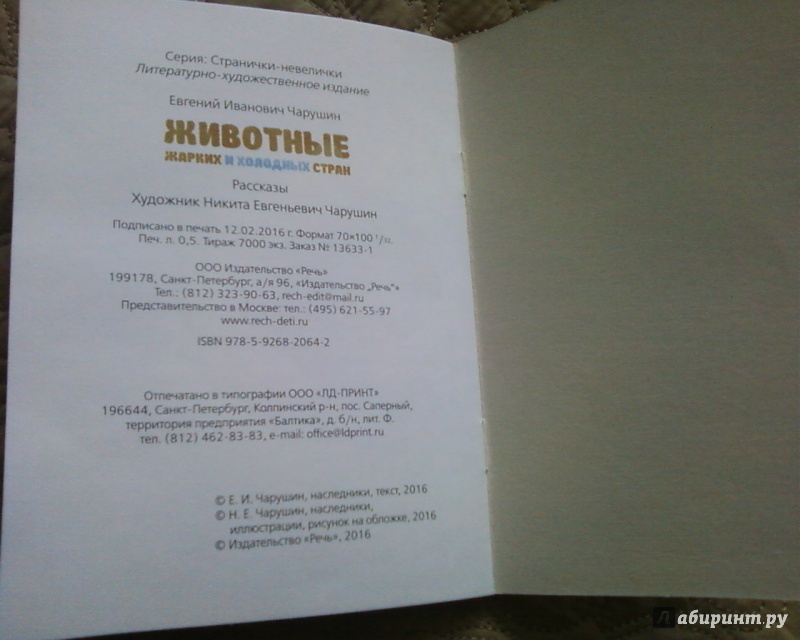 Серия: Странички-невелички
Литературно-художественное издание
Евгений Иванович Чарушин
ЖИВОТНЫЕ
ЖАРКИХ И ХОЛОДНЫХ СТРАН
Рассказы
Художник Никита Евгеньевич Чарушин
Подписано в печать 12.02.2016 г. Формат 70×100 1/32.
Печ. л. 0,5. Тираж 7000 экз. Заказ № 13633-1
ООО Издательство «Речь»
199178, Санкт-Петербург, а/я 96, «Издательство „Речь“»
Тел.: (812) 323-90-63, rech-edit@mail.ru
Представительство в Москве: тел.: (495) 621-55-97
www.rech-deti.ru
ISBN 978-5-9268-2064-2
Отпечатано в типографии ООО «ЛД-ПРИНТ»
196644, Санкт-Петербург, Колпинский р-н, пос. Саперный,
территория предприятия «Балтика», д. б/н, лит. Ф.
тел. (812) 462-83-83, e-mail: office@ldprint.ru
© Е. И. Чарушин, наследники, текст, 2016
© Н. Е. Чарушин, наследники,
иллюстрации, рисунок на обложке, 2016
© Издательство «Речь», 2016
Лабиринт.ру